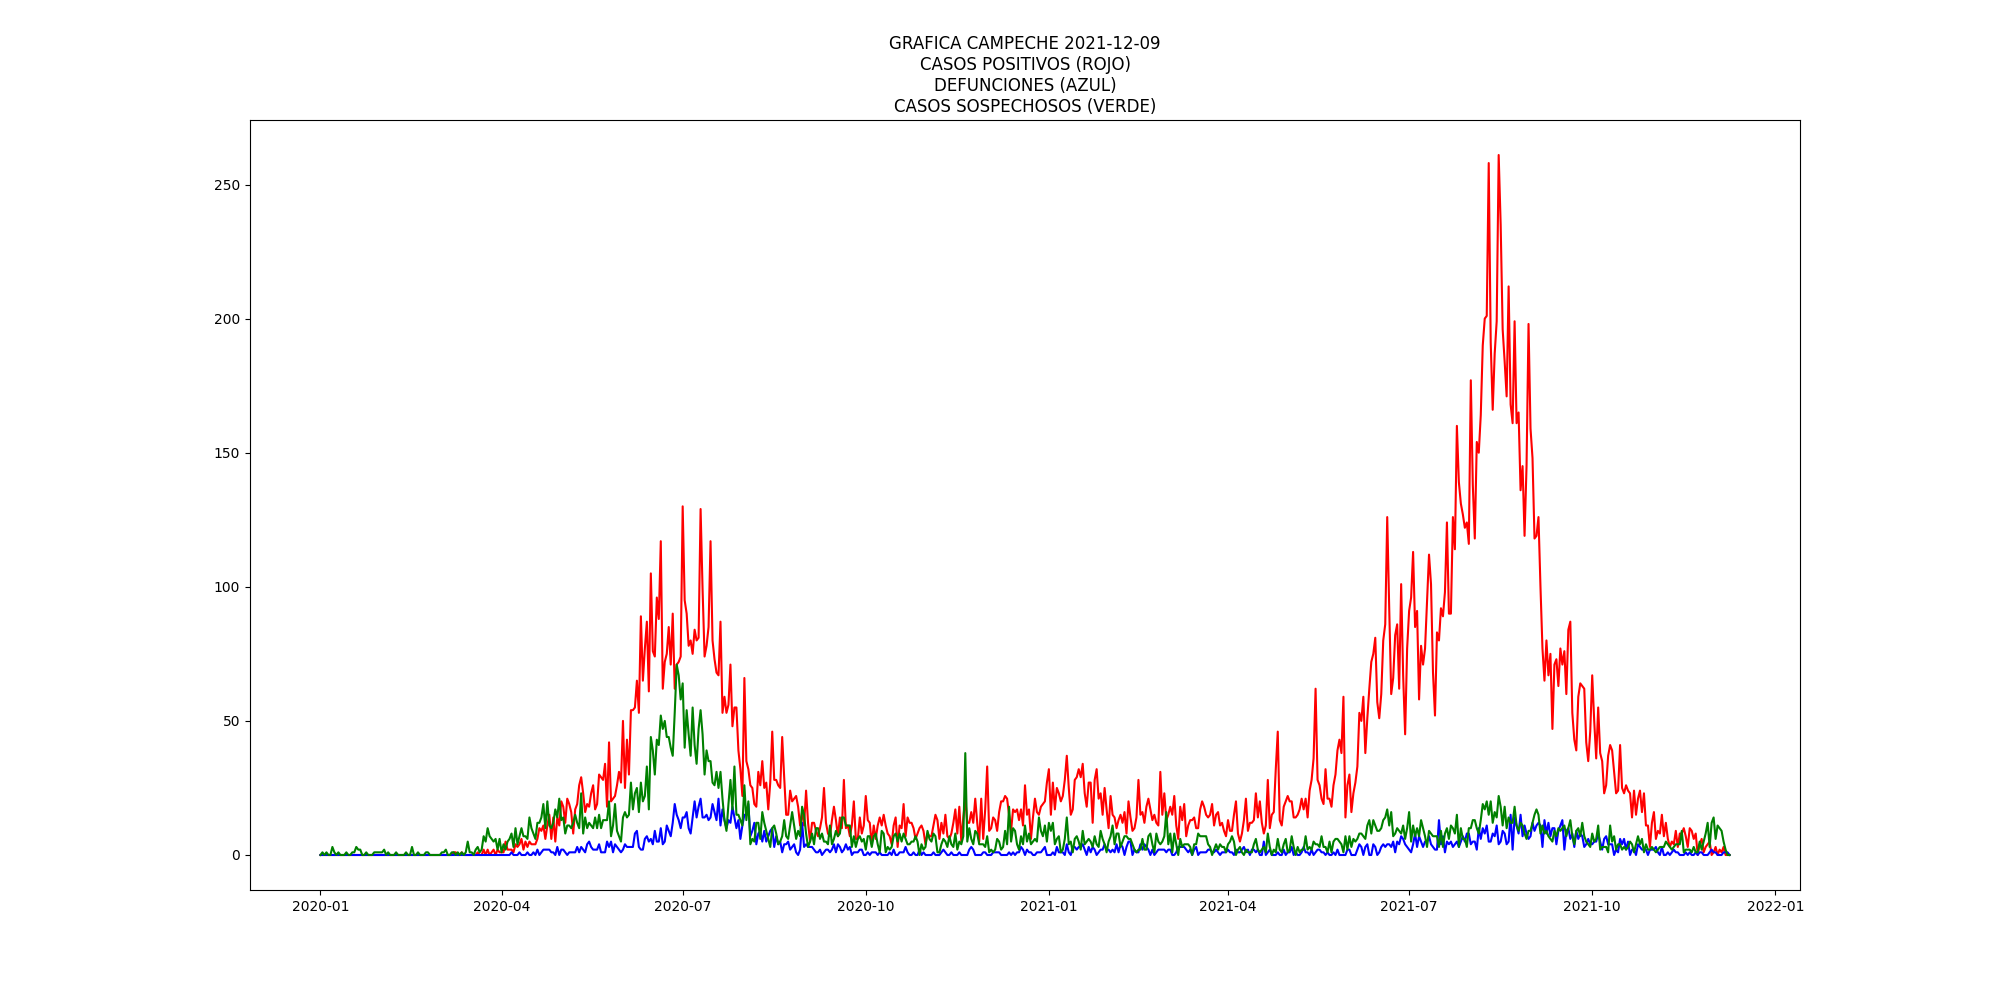 GRAFICA CAMPECHE 2021-12-09
CASOS POSITIVOS (ROJO)
DEFUNCIONES (AZUL)
CASOS SOSPECHOSOS (VERDE)
250
200
150
100
50
0
2020-01 2020-04 2020-07 2020-10 2021-01 2021-04 2021-07 2021-10 2022-01